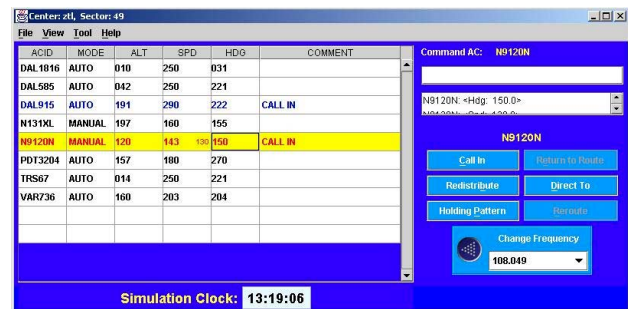 Center: ztl, Sector: 49
File View Tool Help
ACID MODE ALT SPD HDG COMMENT
DAL1816 AUTO 010 250 031
DAL585 AUTO 042 250 221
DAL915 AUTO 191 290 222 CALL IN
N131XL MANUAL 197 160 155
N9120N MANUAL 120 143 130 150 CALL IN
PDT3204 AUTO 157 180 270
TRS67 AUTO 014 250 221
VAR736 AUTO 160 203 204
Simulation Clock: 13:19:06
Command AC: N9120N
N9120N: <Hdg: 150.0>
N9120N
Call In Return to Route
Redistribute Direct To
Holding Pattern Reroute
Change Frequency
108.049